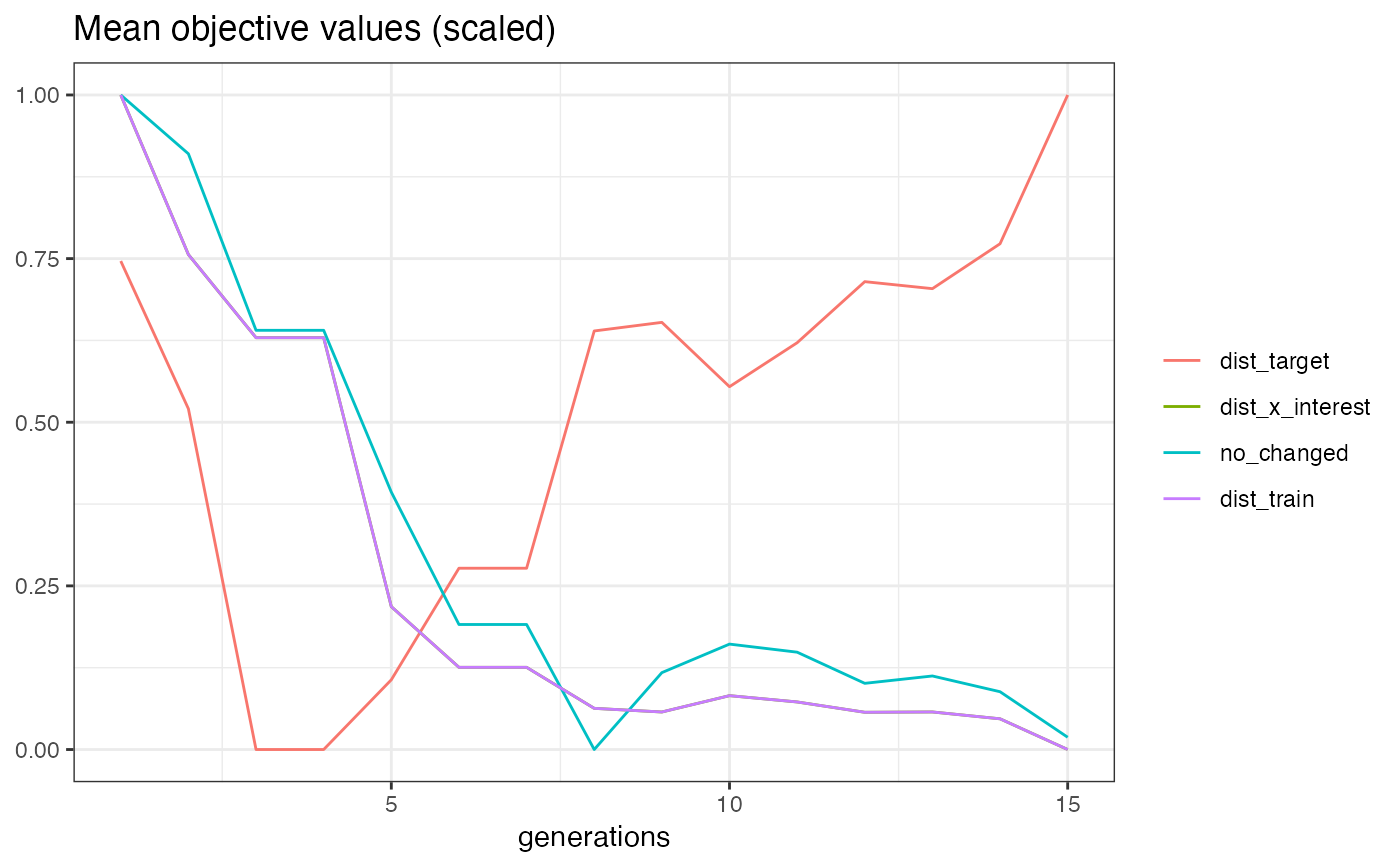 Mean objective values (scaled)
1.00
0.75
0.50
0.25
0.00
5 10 15
generations
dist_target
dist_x_interest
no_changed
dist_train